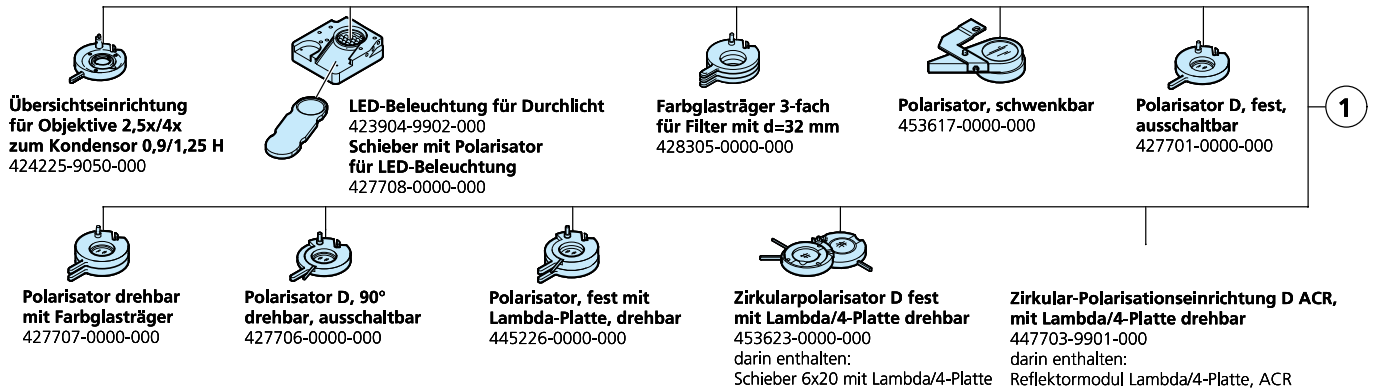 Übersichtseinrichtung
für Objektive 2,5x/4x
zum Kondensor 0,9/1,25 H
424225-9050-000
LED-Beleuchtung für Durchlicht
423904-9902-000
Schieber mit Polarisator
für LED-Beleuchtung
427708-0000-000
Farbglasträger 3-fach
für Filter mit d=32 mm
428305-0000-000
Polarisator, schwenkbar
453617-0000-000
Polarisator D, fest,
ausschaltbar
427701-0000-000
1
Polarisator drehbar
mit Farbglasträger
427707-0000-000
Polarisator D, 90°
drehbar, ausschaltbar
427706-0000-000
Polarisator, fest mit
Lambda-Platte, drehbar
445226-0000-000
Zirkularpolarisator D fest
mit Lambda/4-Platte drehbar
453623-0000-000
darin enthalten:
Schieber 6x20 mit Lambda/4-Platte
Zirkular-Polarisationseinrichtung D ACR,
mit Lambda/4-Platte drehbar
447703-9901-000
darin enthalten:
Reflektormodul Lambda/4-Platte, ACR